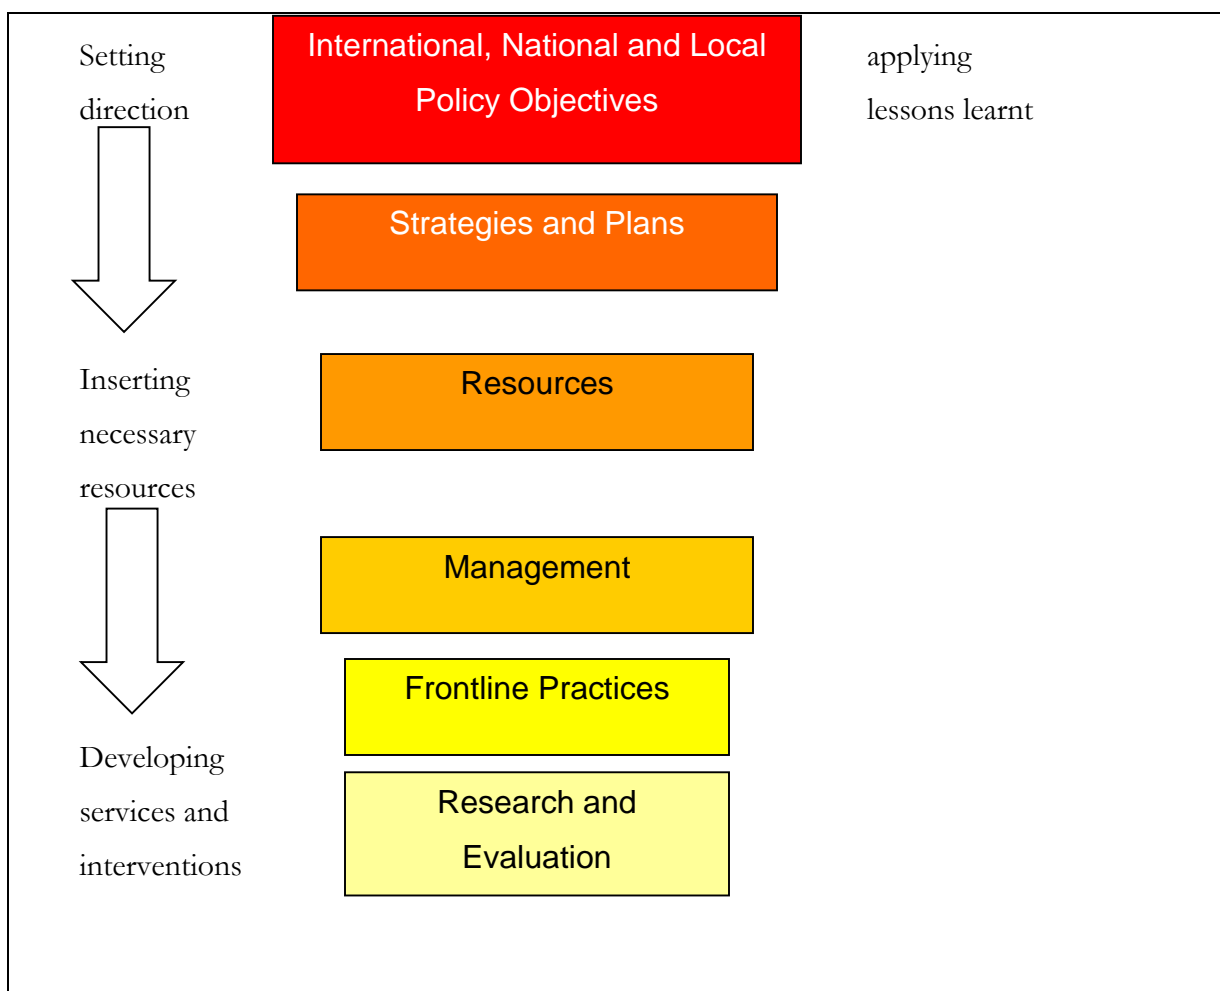 Setting
direction
International, National and Local
Policy Objectives
applying
lessons learnt
Strategies and Plans
Inserting
necessary
resources
Resources
Management
Frontline Practices
Developing
services and
interventions
Research and
Evaluation